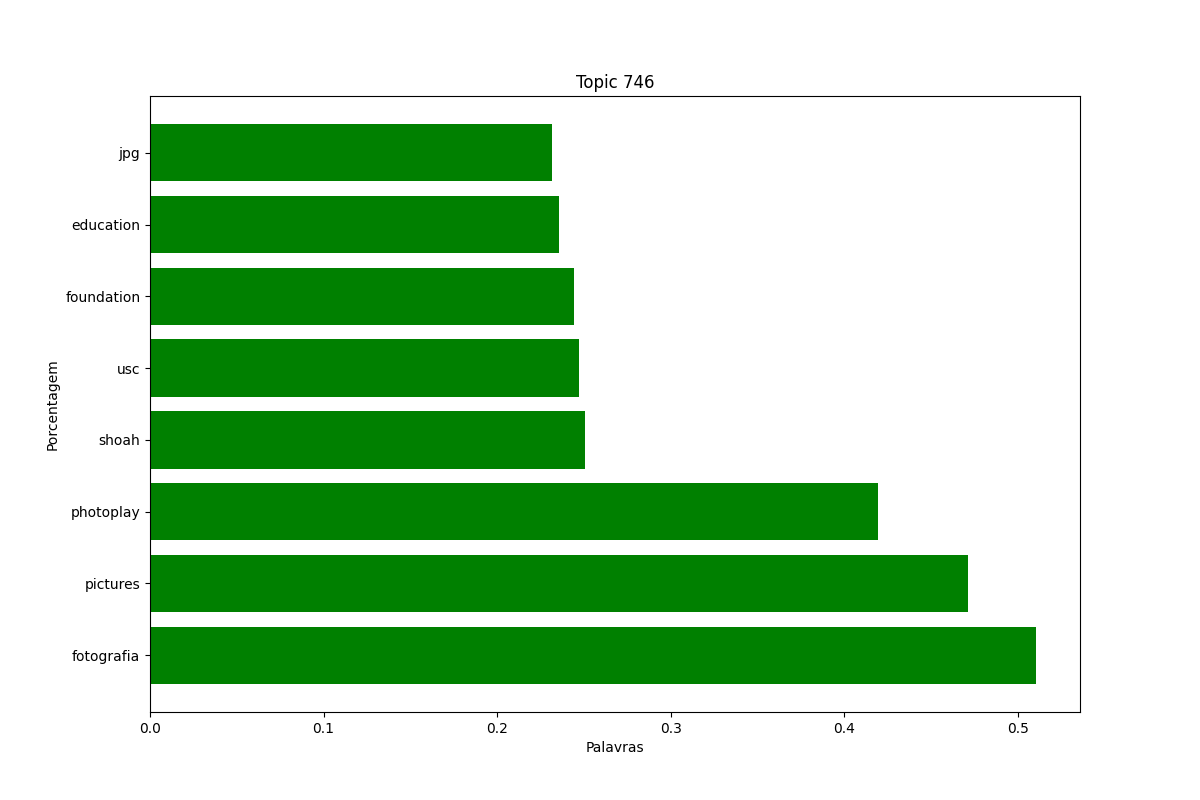 Topic 746
jpg
education
foundation
usc
shoah
photoplay
pictures
fotografia
Porcentagem
0.0 0.1 0.2 0.3 0.4 0.5
Palavras